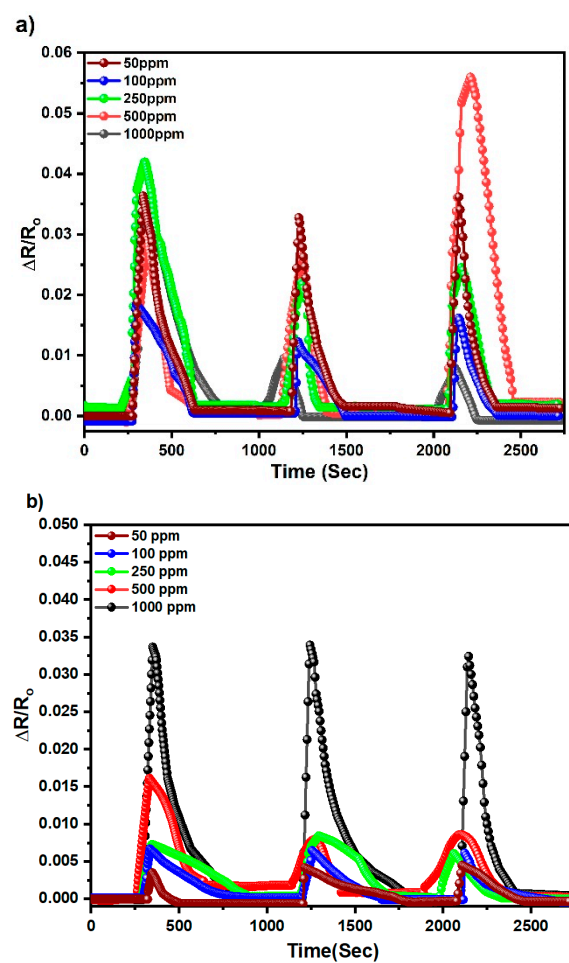 a)
0.06
0.05
0.04
0.03
0.02
0.01
0.00
ΔR/Ro
50ppm
100ppm
250ppm
500ppm
1000ppm
0 500 1000 1500 2000 2500
Time (Sec)
b)
0.050
0.045
0.040
0.035
0.030
0.025
0.020
0.015
0.010
0.005
0.000
ΔR/Ro
50 ppm
100 ppm
250 ppm
500 ppm
1000 ppm
0 500 1000 1500 2000 2500
Time(Sec)